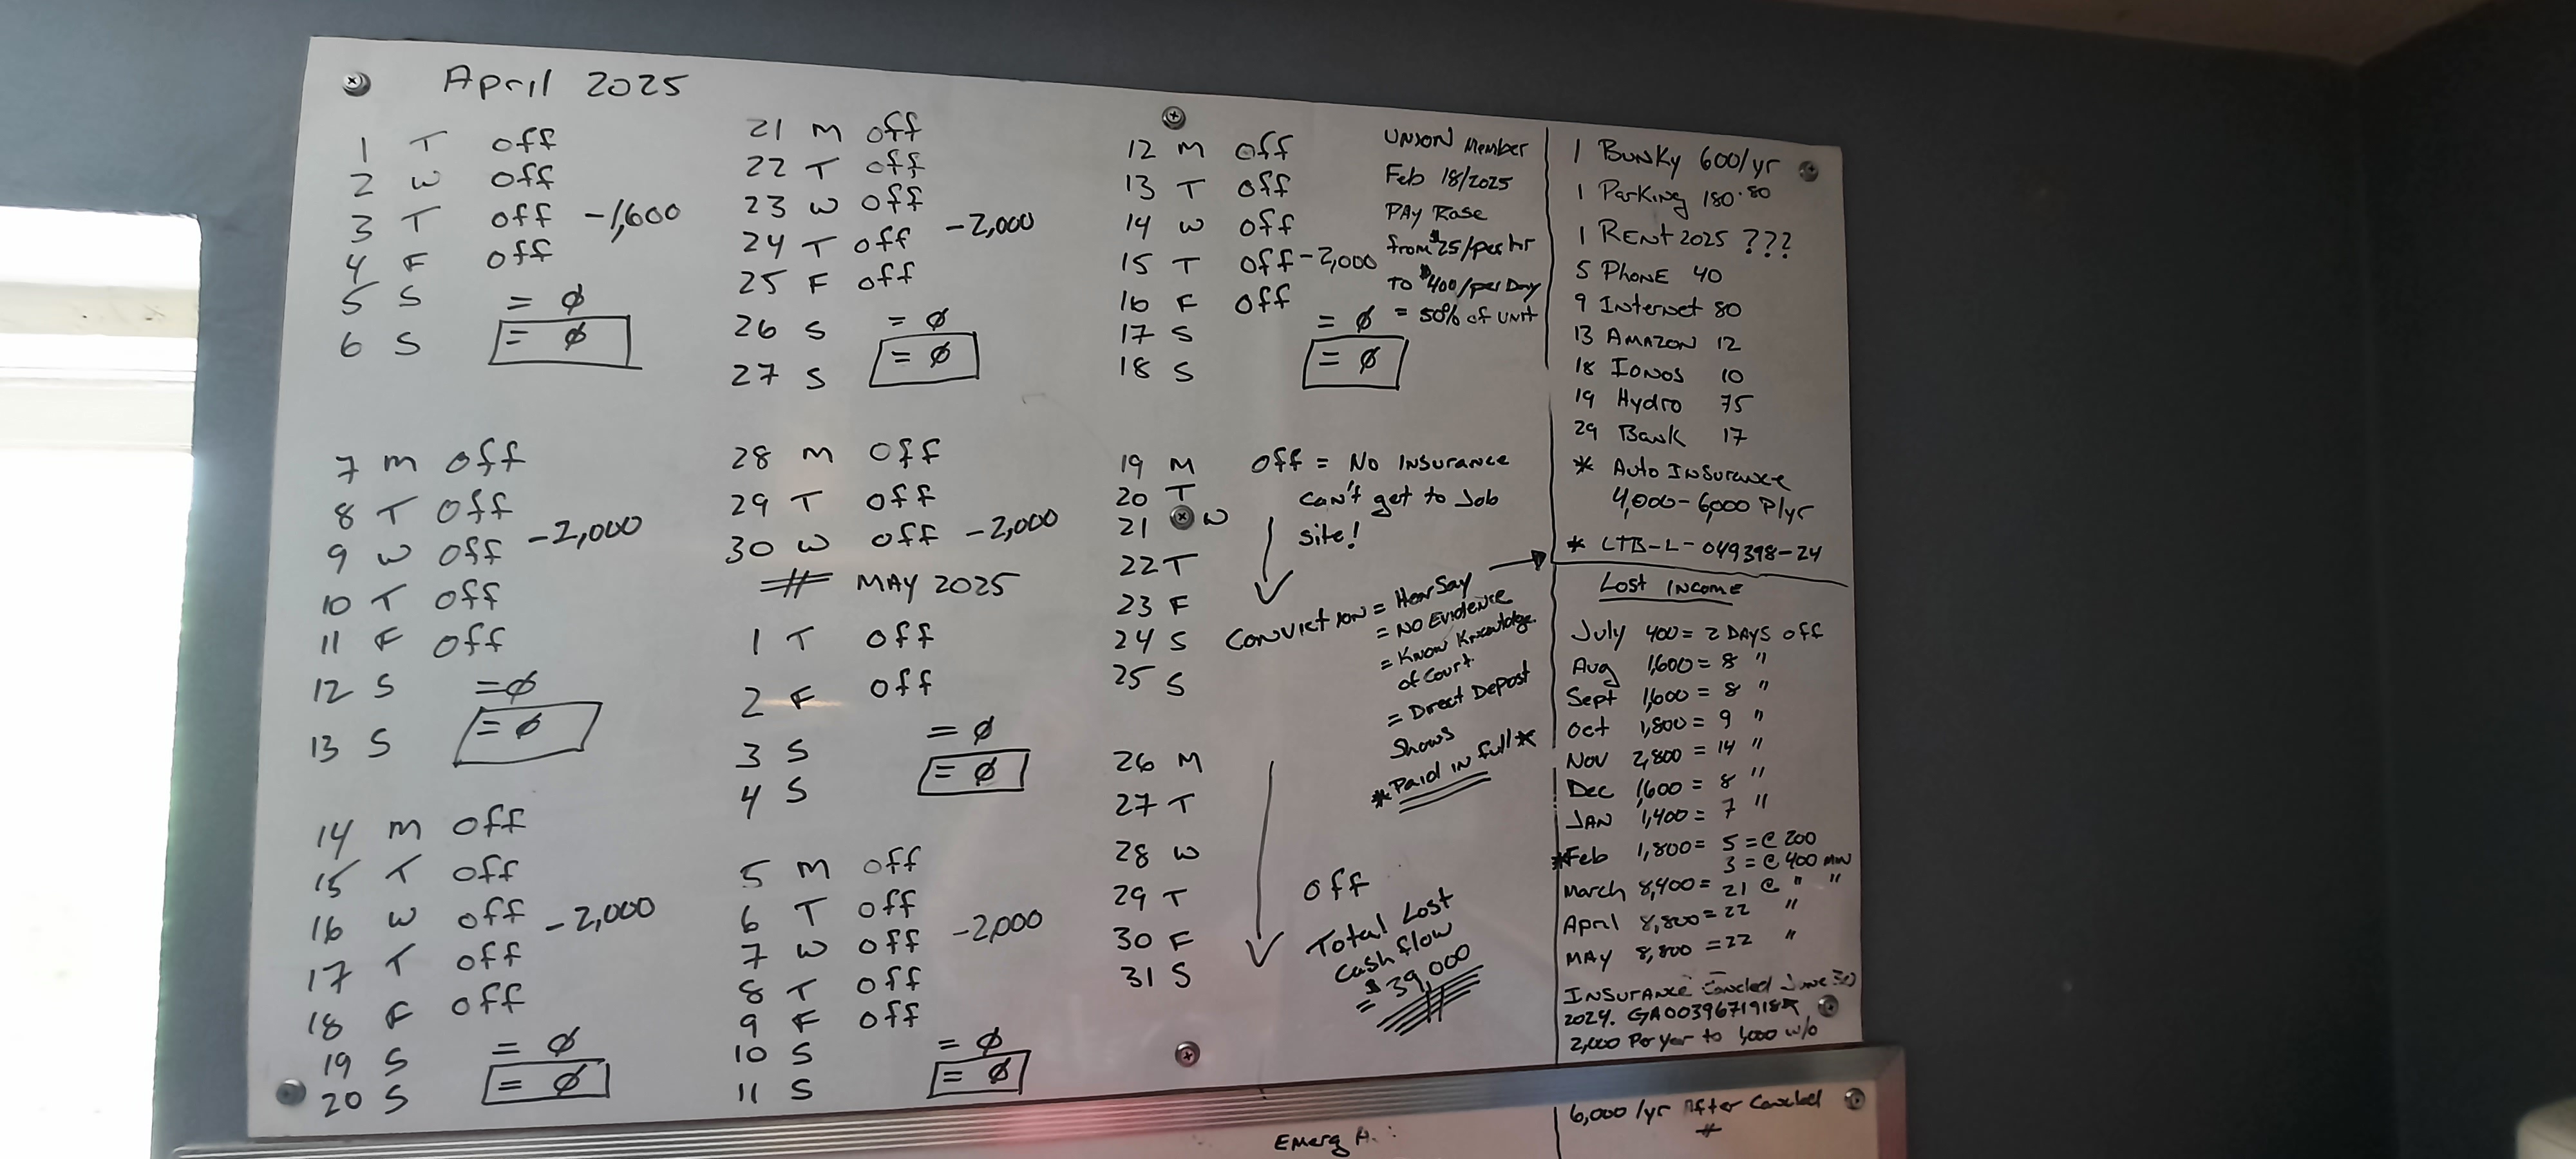 April 2025
1 T off
2 W off
3 T off -1,600
4 F off
5 S = ø
6 S = ø
7 M off
8 T off
9 W off -2,000
10 T off
11 F off
12 S = ø
13 S = ø
14 M off
15 T off
16 W off -2,000
17 T off
18 F off
19 S = ø
20 S = ø
21 M off
22 T off
23 W off
24 T off -2,000
25 F off
26 S = ø
27 S = ø
28 M off
29 T off
30 W off -2,000
# MAY 2025
1 T off
2 F off
3 S = ø
4 S = ø
5 M off
6 T off
7 W off -2,000
8 T off
9 F off
10 S = ø
11 S = ø
12 M off
13 T off
14 W off
15 T off -2,000
16 F off
17 S = ø
18 S = ø
19 M
20 T
21 W
22 T
23 F
24 S
25 S
26 M
27 T
28 W
29 T
30 F
31 S
UNION Member
Feb 18/2025
PAY Rase
from $25/per hr
To $400/per Day
= 50% of unit
off = No Insurance
can't get to Job
site!
Conviction = HearSay
= No Evidence
= Know Knowledge
of Court.
= Direct Depost
Shows
*Paid in full*
off
Total Lost
Cash flow
= $39,000
1 BUNKy 600/yr
1 Parking 180.80
1 RENT 2025 ???
5 PHONE 40
9 Internet 80
13 AMAZON 12
18 IONOS 10
19 Hydro 75
29 Bank 17
* Auto Insurance
4,000-6,000 P/yr
* LTB-L-049398-24
Lost Income
July 400 = 2 DAYS off
Aug 1,600 = 8 "
Sept 1,600 = 8 "
Oct 1,800 = 9 "
Nov 2,800 = 14 "
Dec 1,600 = 8 "
JAN 1,400 = 7 "
*Feb 1,800 = 5 = @ 200
3 = @ 400 MIN
March 8,400 = 21 @ " "
April 8,800 = 22 "
MAY 8,800 = 22 "
INSURANCE Canceled June 30
2024.
2,000 Per year to w/o
6,000 /yr After Canceled
#
Emerg